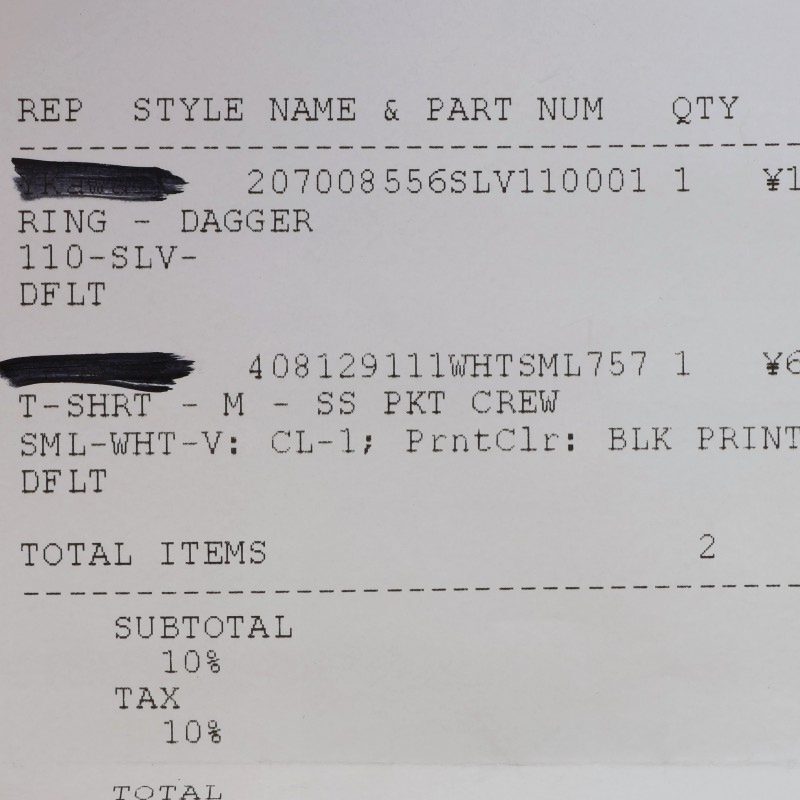 REP STYLE NAME & PART NUM QTY
207008556SLV110001 1 ¥1
RING - DAGGER
110-SLV-
DFLT
408129111WHTSML757 1 ¥6
T-SHRT - M - SS PKT CREW
SML-WHT-V: CL-1; PrntClr: BLK PRINT
DFLT
TOTAL ITEMS 2
SUBTOTAL
10%
TAX
10%
TOTAL